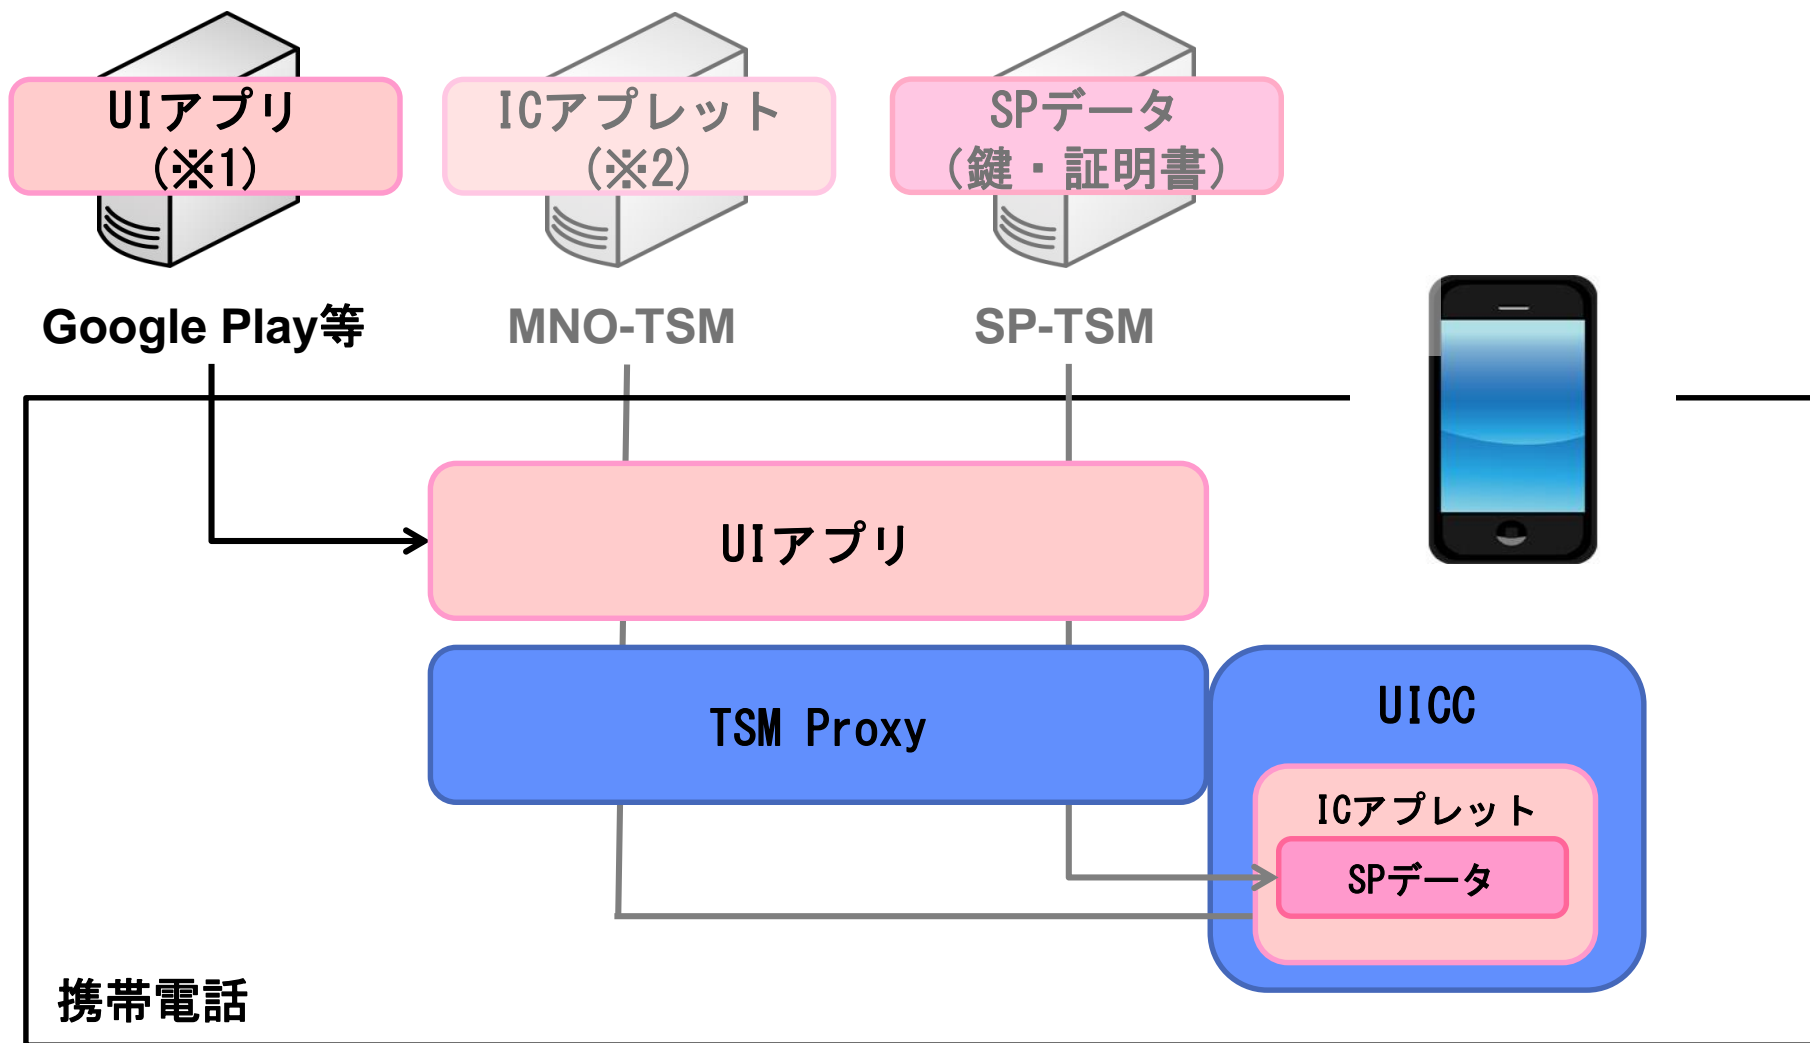 UIアプリ
(※1)
ICアプレット
(※2)
SPデータ
(鍵・証明書)
Google Play等
MNO-TSM
SP-TSM
UIアプリ
TSM Proxy
UICC
ICアプレット
SPデータ
携帯電話